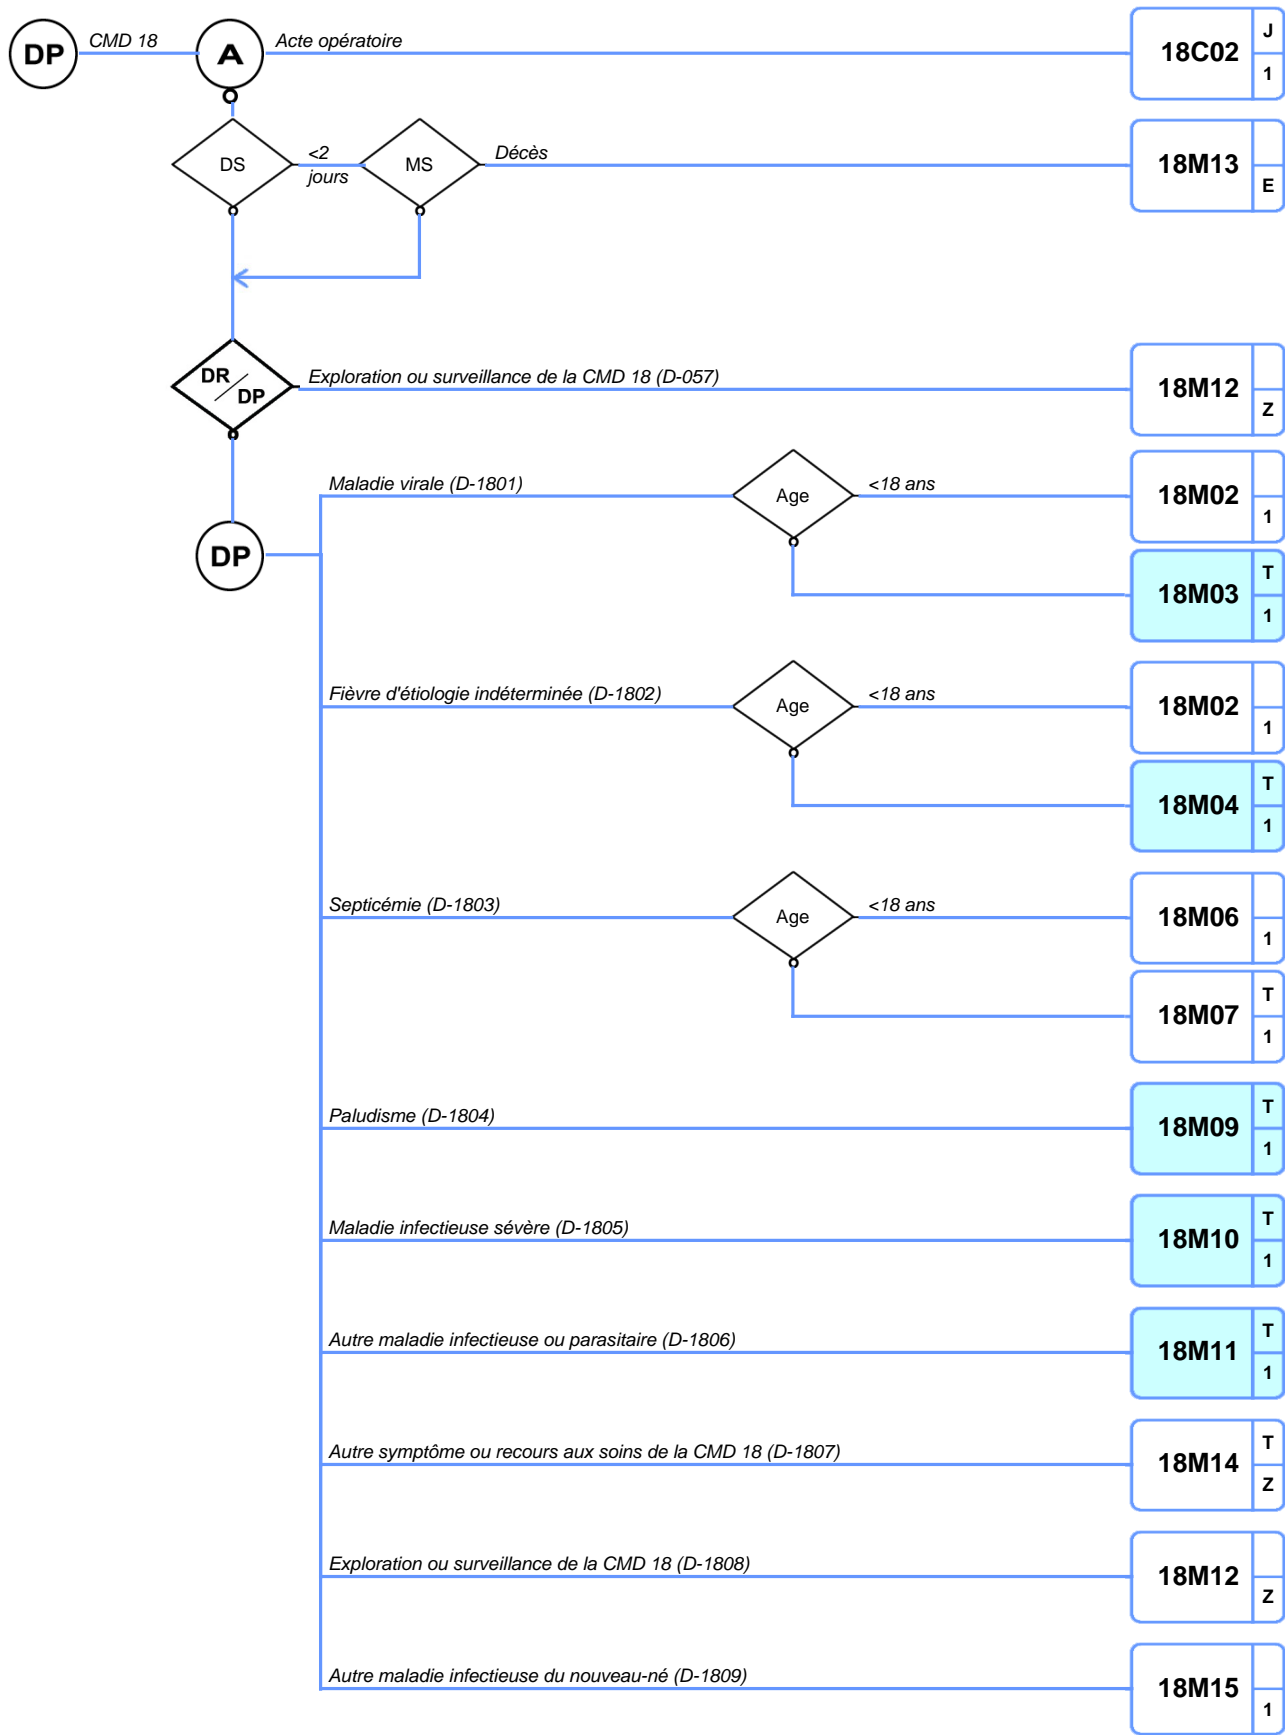 DP
CMD 18
A
Acte opératoire
18C02
J
1
DS
<2
jours
MS
Décès
18M13
E
DR
DP
Exploration ou surveillance de la CMD 18 (D-057)
18M12
Z
DP
Maladie virale (D-1801)
Age
<18 ans
18M02
1
18M03
T
1
Fièvre d'étiologie indéterminée (D-1802)
Age
<18 ans
18M02
1
18M04
T
1
Septicémie (D-1803)
Age
<18 ans
18M06
1
18M07
T
1
Paludisme (D-1804)
18M09
T
1
Maladie infectieuse sévère (D-1805)
18M10
T
1
Autre maladie infectieuse ou parasitaire (D-1806)
18M11
T
1
Autre symptôme ou recours aux soins de la CMD 18 (D-1807)
18M14
T
Z
Exploration ou surveillance de la CMD 18 (D-1808)
18M12
Z
Autre maladie infectieuse du nouveau-né (D-1809)
18M15
1